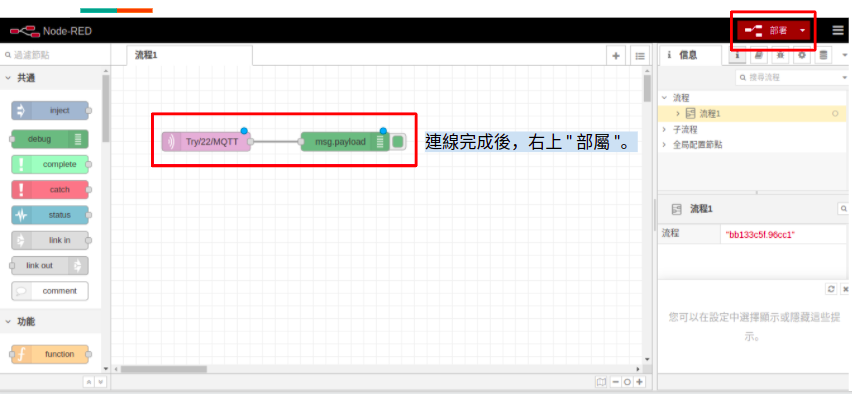 Node-RED
部署
過濾節點
流程1
信息
共通
搜尋流程
流程
流程1
子流程
全局配置節點
inject
debug
complete
catch
status
link in
link out
comment
功能
function
Try/22/MQTT
msg.payload
連線完成後，右上 " 部屬 "。
流程1
流程
"bb133c5f.96cc1"
您可以在設定中選擇顯示或隱藏這些提
示。